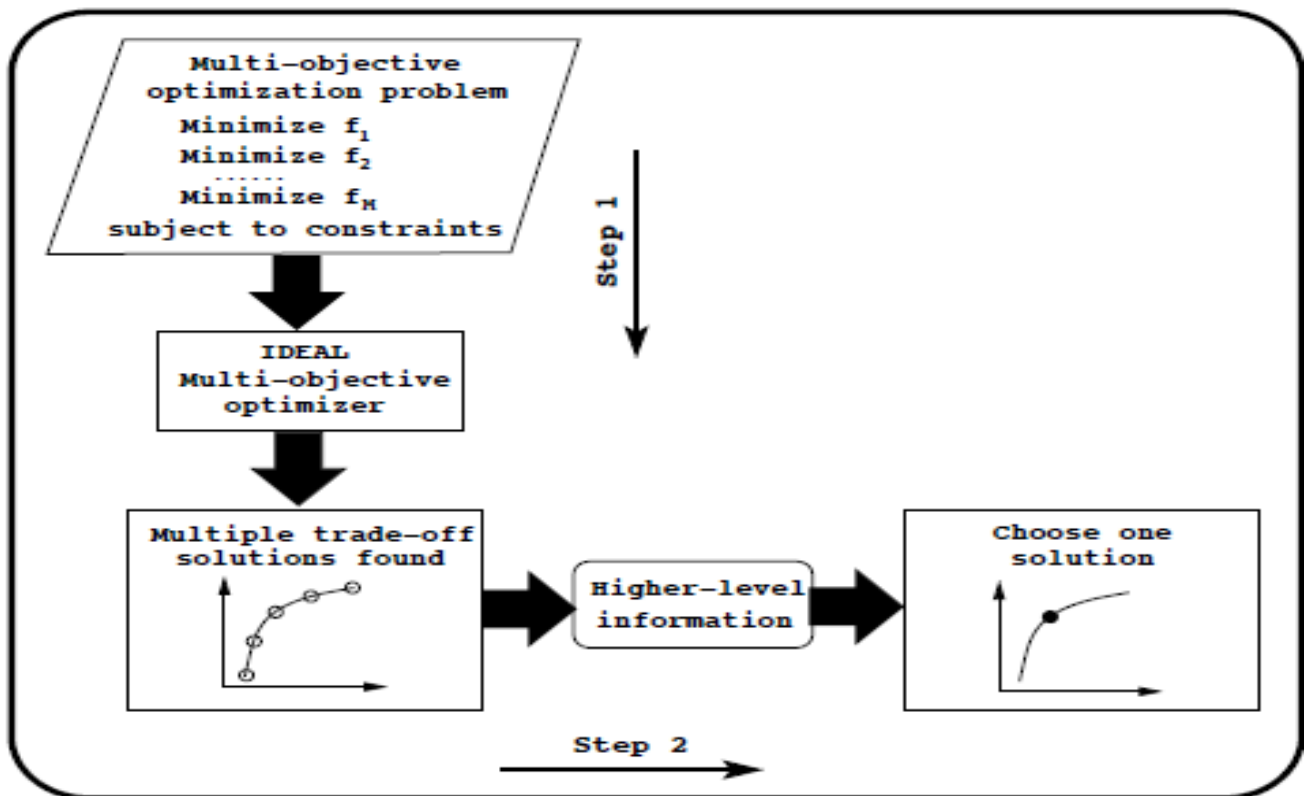 Multi-objective
optimization problem
Minimize f1
Minimize f2
......
Minimize fM
subject to constraints
Step 1
IDEAL
Multi-objective
optimizer
Multiple trade-off
solutions found
Higher-level
information
Choose one
solution
Step 2